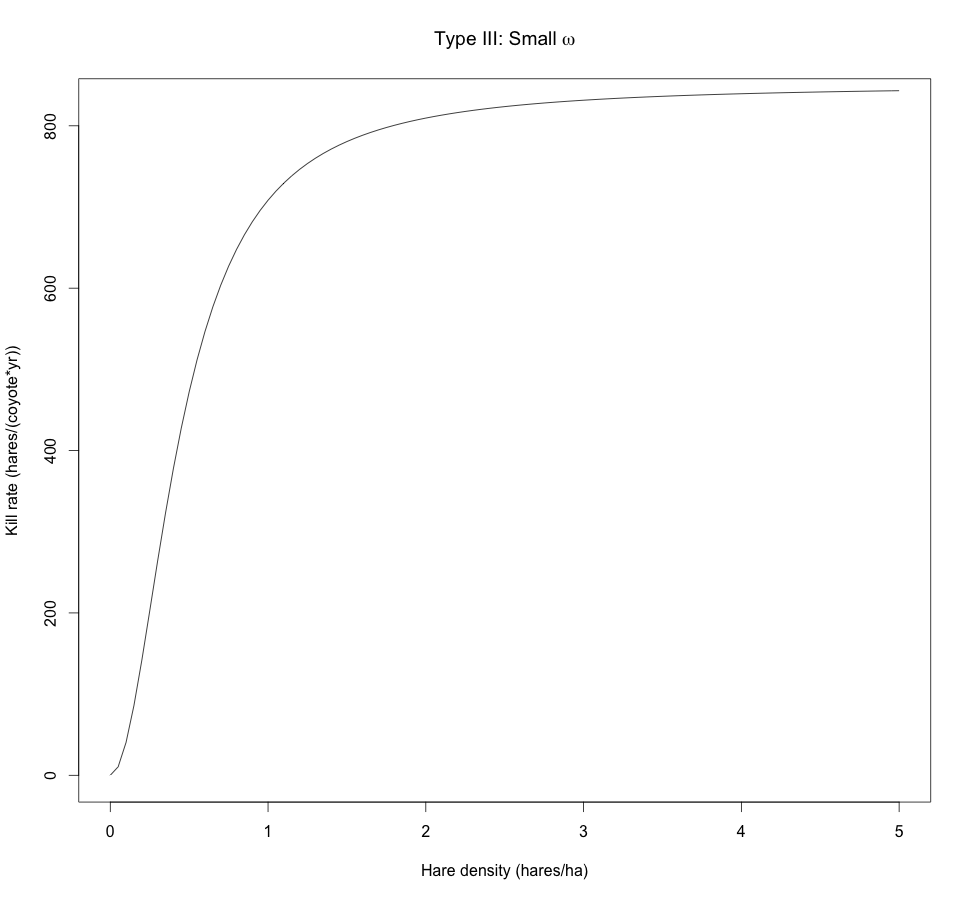 Type III: Small ω
Kill rate (hares/(coyote*yr))
800
600
400
200
0
0 1 2 3 4 5
Hare density (hares/ha)